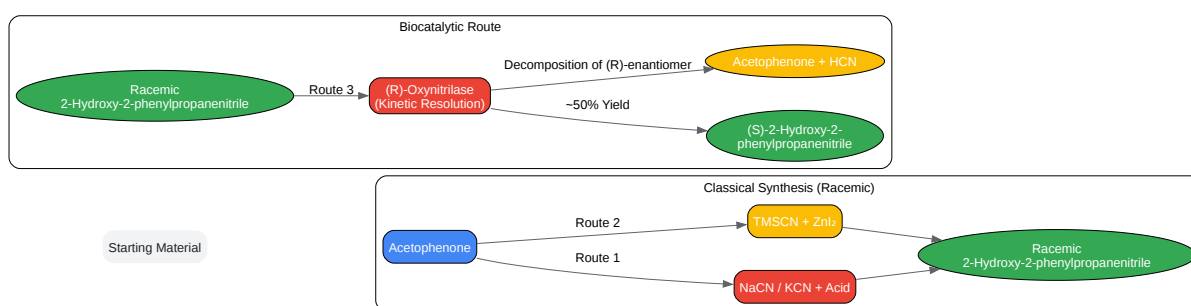 Biocatalytic Route
Racemic
2-Hydroxy-2-phenylpropanenitrile
Route 3
(R)-Oxynitrilase
(Kinetic Resolution)
Decomposition of (R)-enantiomer
Acetophenone + HCN
~50% Yield
(S)-2-Hydroxy-2-
phenylpropanenitrile
Classical Synthesis (Racemic)
Starting Material
Acetophenone
Route 2
TMSCN + ZnI₂
Route 1
NaCN / KCN + Acid
Racemic
2-Hydroxy-2-phenylpropanenitrile